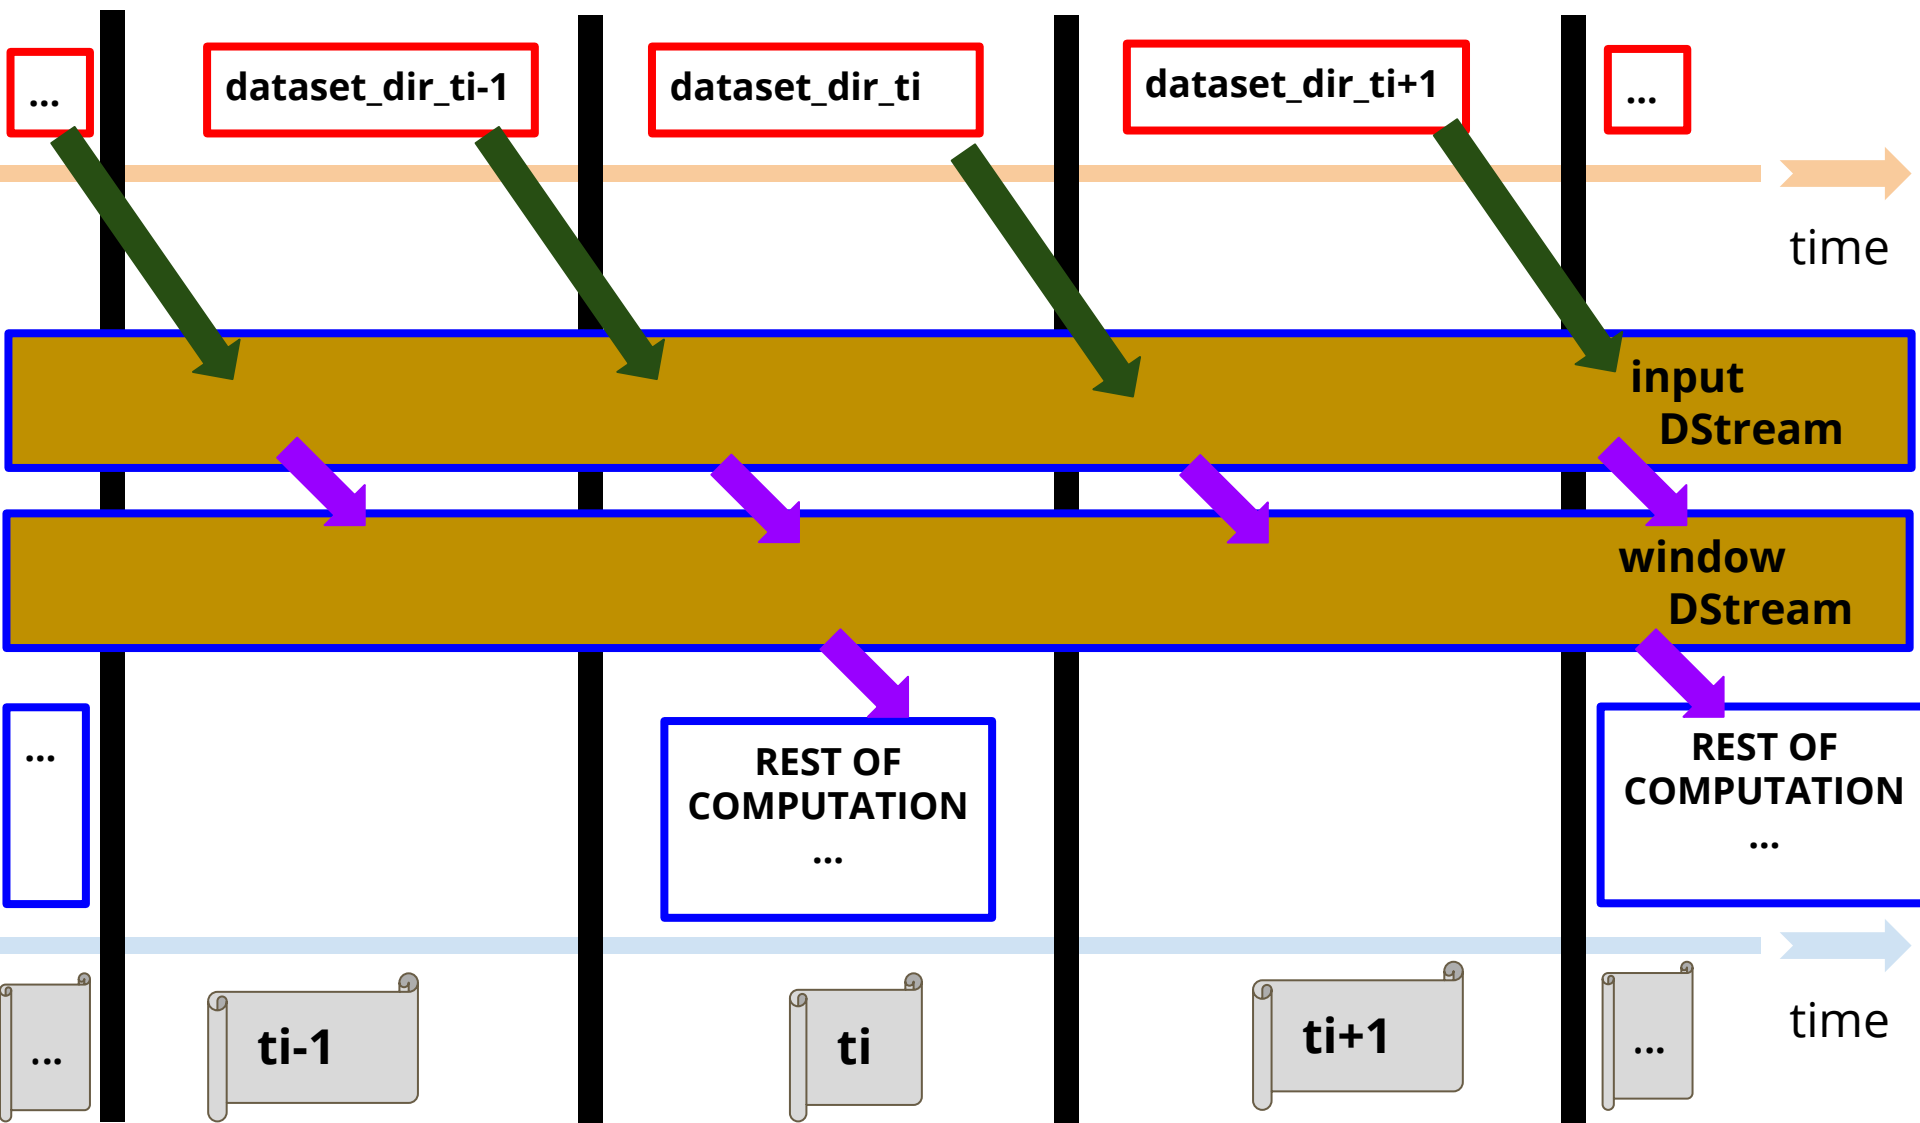 ...
dataset_dir_ti-1
dataset_dir_ti
dataset_dir_ti+1
...
time
input
DStream
window
DStream
...
REST OF
COMPUTATION
...
REST OF
COMPUTATION
...
...
ti-1
ti
ti+1
...
time